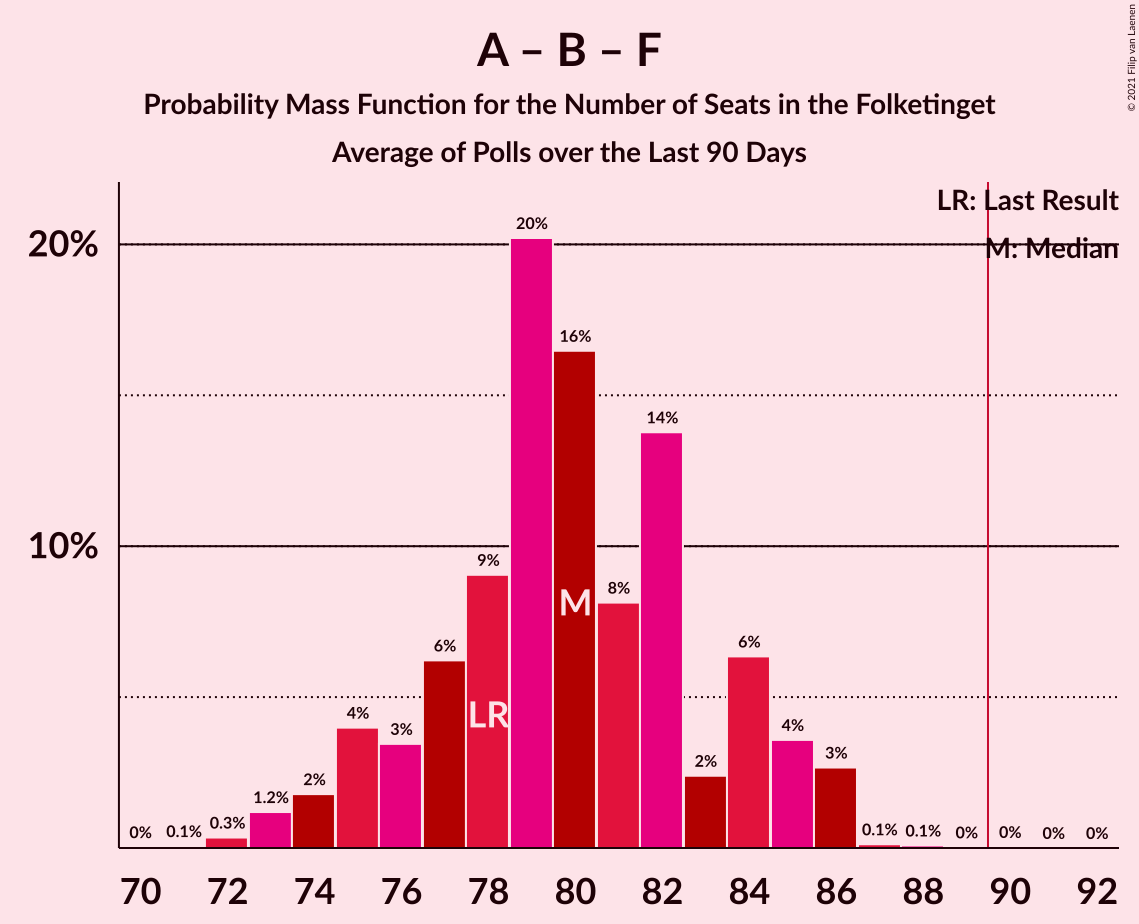 A – B – F
Probability Mass Function for the Number of Seats in the Folketinget
Average of Polls over the Last 90 Days
© 2021 Filip van Laenen
LR: Last Result
M: Median
20%
10%
0%
0.1%
0.3%
1.2%
2%
4%
3%
6%
9%
20%
16%
8%
14%
2%
6%
4%
3%
0.1%
0.1%
0%
0%
0%
0%
LR
M
70 72 74 76 78 80 82 84 86 88 90 92